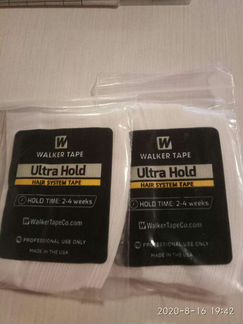 W
WALKER TAPE
Ultra Hold
HAIR SYSTEM TAPE
HOLD TIME: 2-4 weeks
WalkerTapeCo.com
PROFESSIONAL USE ONLY
MADE IN THE USA
W
WALKER TAPE
Ultra Hold
HAIR SYSTEM TAPE
HOLD TIME: 2-4 weeks
WalkerTapeCo.com
PROFESSIONAL USE ONLY
MADE IN THE USA
2020-8-16 19:42